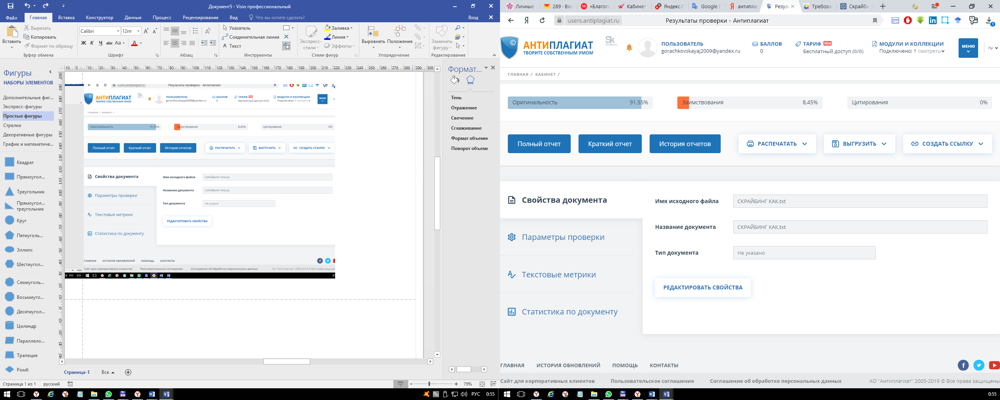 Документ5 - Visio профессиональный
Файл Главная Вставка Конструктор Данные Процесс Рецензирование Вид Что вы хотите сделать? Вход
Вставить
Вырезать
Копировать
Формат по образцу
Буфер обмена
Calibri 12пт
Ж К Ч abc Aa A
Шрифт
Абзац
Указатель
Соединительная линия
Текст
Инструменты
Экспресс-
стили
Заливка
Линия
Эффекты
Стили фигур
Выровнять Положение
Упорядочение
Заменить
фигуру
Редактирование
Фигуры
НАБОРЫ ЭЛЕМЕНТОВ
Дополнительные фиг...
Экспресс-фигуры
Простые фигуры
Стрелки
Декоративные фигуры
График и математиче...
Квадрат
Прямоугол...
Треугольник
Прямоугол...
треугольник
Круг
Пятиуголь...
Эллипс
Шестиугол...
Семиуголь...
Восьмиуго...
Десятиугол...
Цилиндр
Параллело...
Трапеция
Ромб
users.antiplagiat.ru Результаты проверки - Антиплагиат
АНТИПЛАГИАТ
ТВОРИТЕ СОБСТВЕННЫМ УМОМ
Sk
ПОЛЬЗОВАТЕЛЬ
gorachkovskayaj2009@yandex.ru
БАЛЛОВ
0
ТАРИФ NEW
Бесплатный доступ (0/0)
МОДУЛИ И КОЛЛЕКЦИИ
Подключено: 1 смотреть
МЕНЮ
ГЛАВНАЯ / КАБИНЕТ /
Оригинальность 91,55%
Заимствования 8,45%
Цитирования 0%
Полный отчет Краткий отчет История отчетов РАСПЕЧАТАТЬ ВЫГРУЗИТЬ СОЗДАТЬ ССЫЛКУ
Свойства документа
Параметры проверки
Текстовые метрики
Статистика по документу
Имя исходного файла СКРАЙБИНГ КАК.txt
Название документа СКРАЙБИНГ КАК.txt
Тип документа Не указано
РЕДАКТИРОВАТЬ СВОЙСТВА
ГЛАВНАЯ ИСТОРИЯ ОБНОВЛЕНИЙ ПОМОЩЬ КОНТАКТЫ
Сайт для корпоративных клиентов Пользовательское соглашение Соглашение об обработке персональных данных АО "Антиплагиат" 2005-2019 © Все права защище
100%
РУС 0:53
Формат...
Тень
Отражение
Свечение
Сглаживание
Формат объемн
Поворот объемн
Страница-1 Все
Страница 1 из 1 русский 79%
Ru РУС 0:55
Личные 289 · Вхо «Благого Кабинет Яндекс.П Google П антиплаг Резул Требова Скрайби
users.antiplagiat.ru Результаты проверки - Антиплагиат 289 1
АНТИПЛАГИАТ
ТВОРИТЕ СОБСТВЕННЫМ УМОМ
Sk
Skolkovo
ПОЛЬЗОВАТЕЛЬ
gorachkovskayaj2009@yandex.ru
БАЛЛОВ
0
ТАРИФ NEW
Бесплатный доступ (0/0)
МОДУЛИ И КОЛЛЕКЦИИ
Подключено: 1 смотреть
МЕНЮ
ru
ГЛАВНАЯ / КАБИНЕТ /
Оригинальность 91,55%
Заимствования 8,45%
Цитирования 0%
Полный отчет Краткий отчет История отчетов РАСПЕЧАТАТЬ ВЫГРУЗИТЬ СОЗДАТЬ ССЫЛКУ
Свойства документа
Параметры проверки
Текстовые метрики
Статистика по документу
Имя исходного файла СКРАЙБИНГ КАК.txt
Название документа СКРАЙБИНГ КАК.txt
Тип документа Не указано
РЕДАКТИРОВАТЬ СВОЙСТВА
ГЛАВНАЯ ИСТОРИЯ ОБНОВЛЕНИЙ ПОМОЩЬ КОНТАКТЫ
Сайт для корпоративных клиентов Пользовательское соглашение Соглашение об обработке персональных данных АО "Антиплагиат" 2005-2019 © Все права защищены
0:55